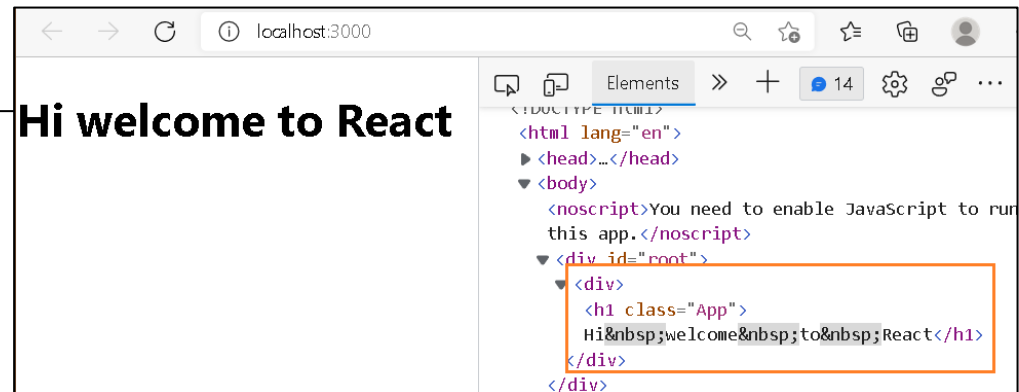 localhost:3000
Elements
14
Hi welcome to React
<!DOCTYPE html>
<html lang="en">
<head>…</head>
<body>
<noscript>You need to enable JavaScript to run
this app.</noscript>
<div id="root">
<div>
<h1 class="App">
Hi&nbsp;welcome&nbsp;to&nbsp;React</h1>
</div>
</div>